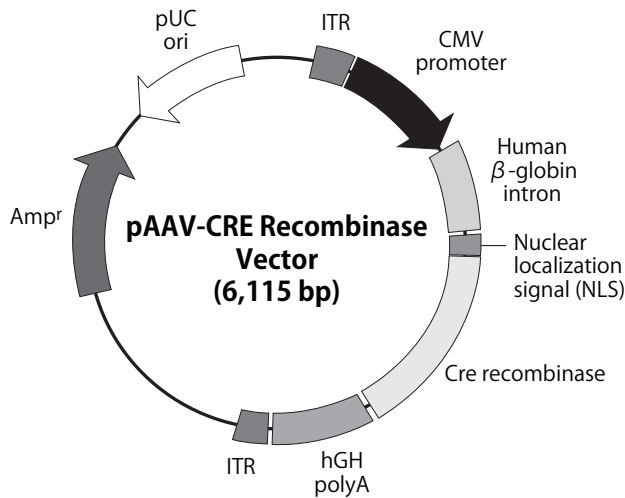 pUC
ori
ITR
CMV
promoter
Human
β-globin
intron
Nuclear
localization
signal (NLS)
Cre recombinase
hGH
polyA
ITR
Ampʳ
pAAV-CRE Recombinase
Vector
(6,115 bp)